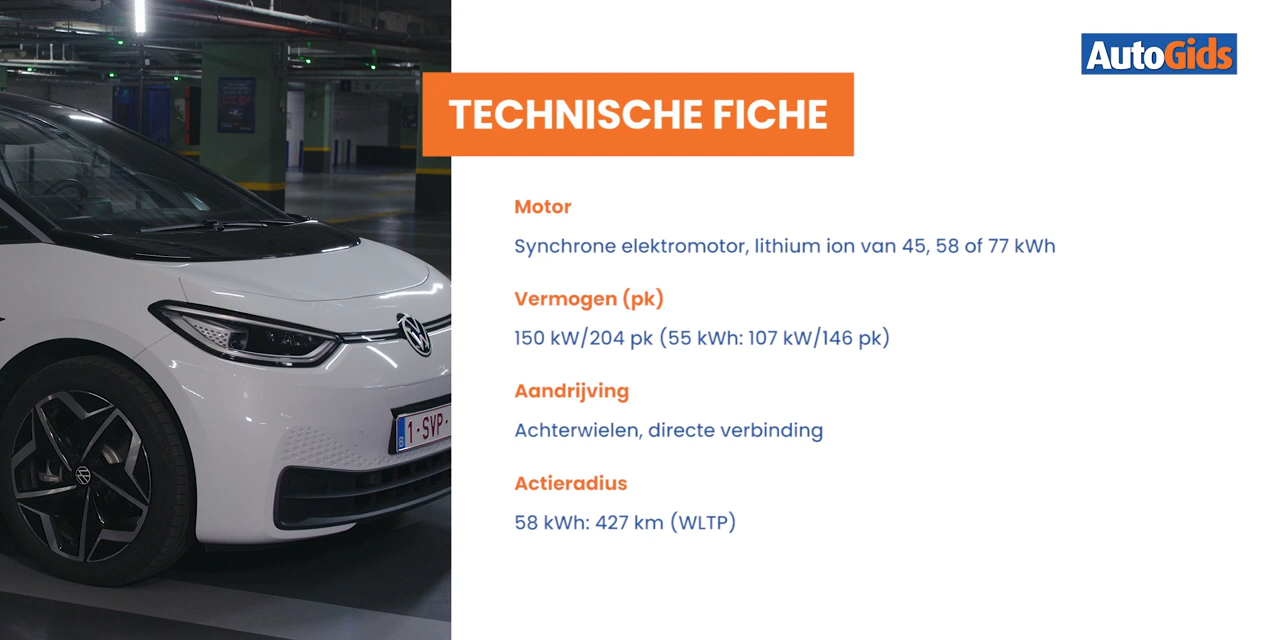 AutoGids
TECHNISCHE FICHE
Motor
Synchrone elektromotor, lithium ion van 45, 58 of 77 kWh
Vermogen (pk)
150 kW/204 pk (55 kWh: 107 kW/146 pk)
Aandrijving
Achterwielen, directe verbinding
Actieradius
58 kWh: 427 km (WLTP)
1-SVP-
B